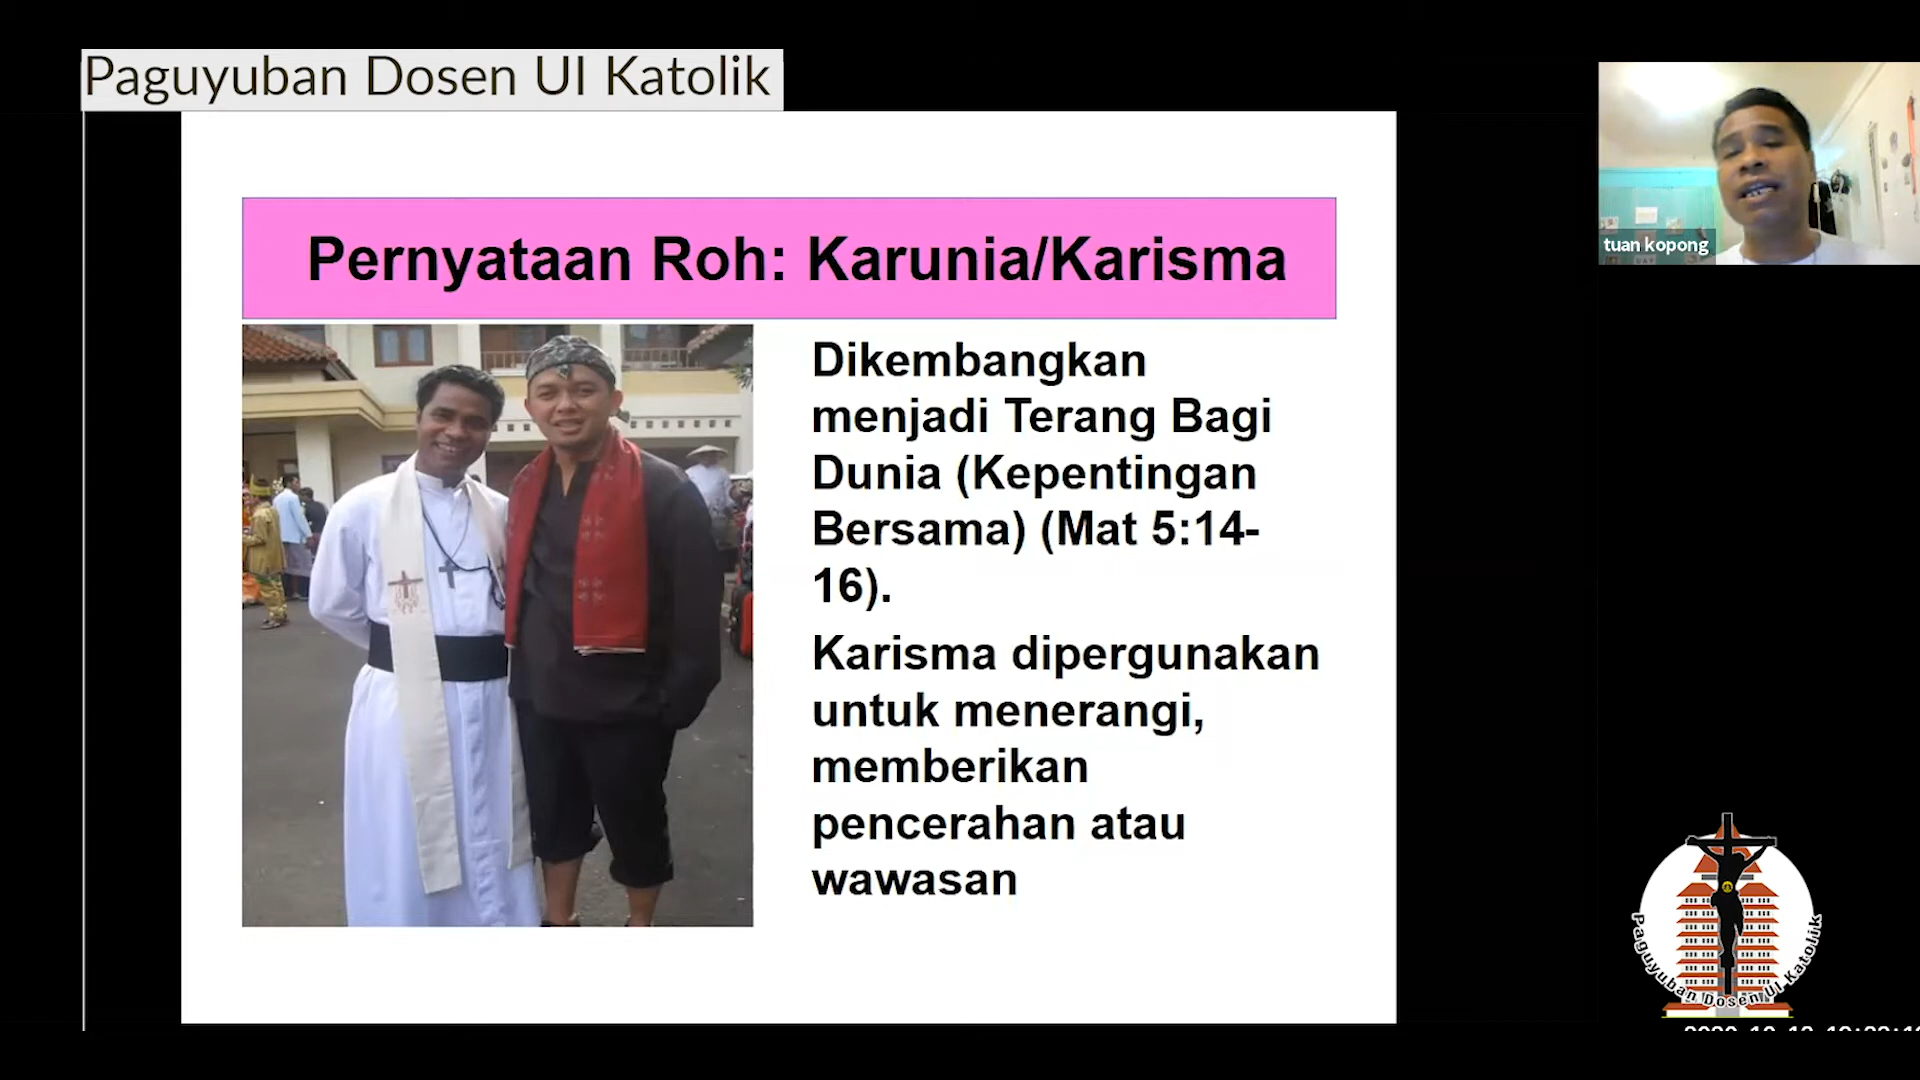 Paguyuban Dosen UI Katolik
tuan kopong
Pernyataan Roh: Karunia/Karisma
Dikembangkan
menjadi Terang Bagi
Dunia (Kepentingan
Bersama) (Mat 5:14-
16).
Karisma dipergunakan
untuk menerangi,
memberikan
pencerahan atau
wawasan
Paguyuban Dosen UI Katolik